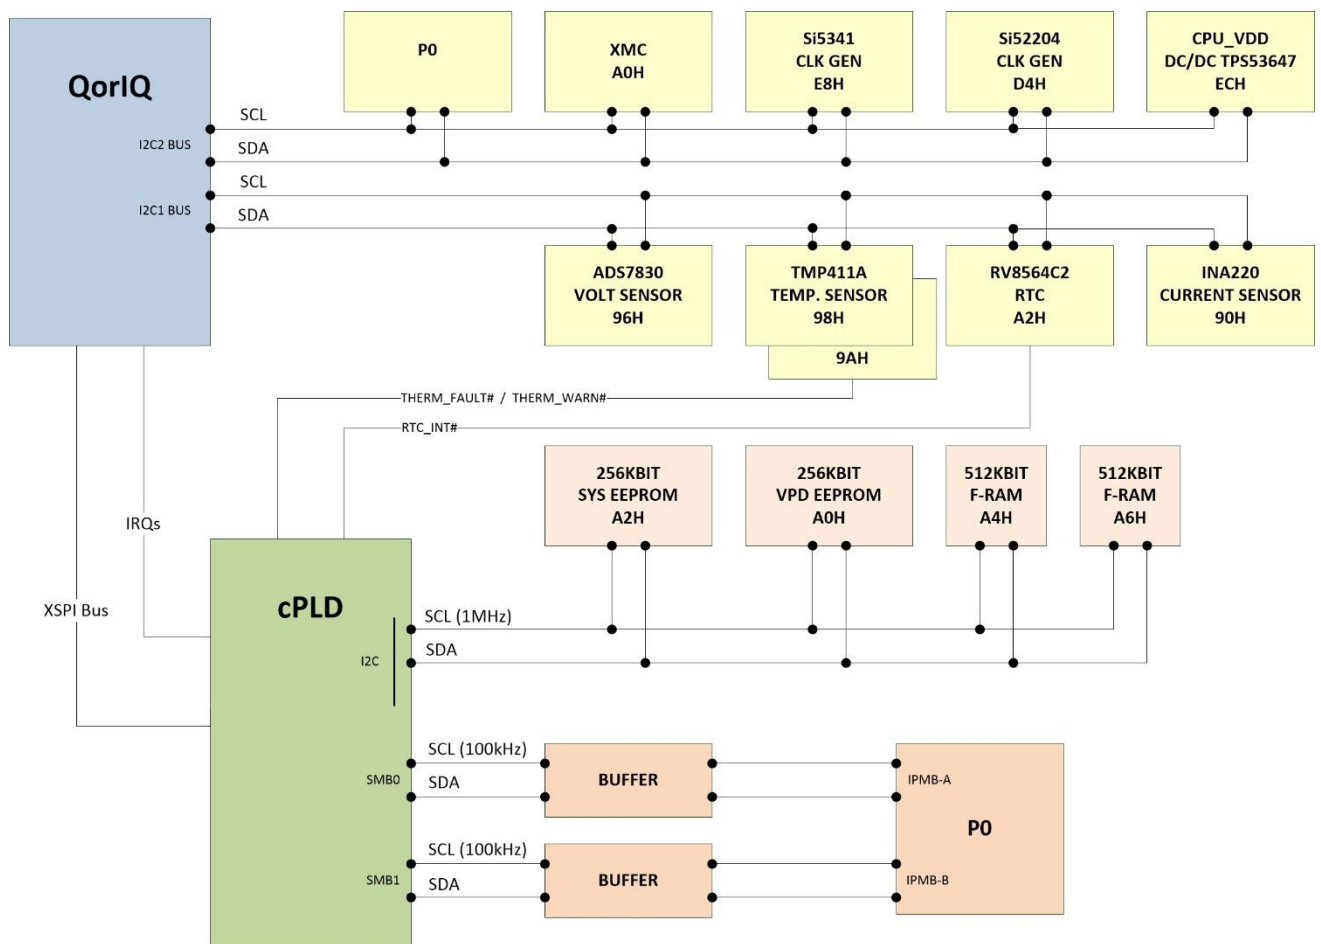 QorIQ
I2C2 BUS
I2C1 BUS
SCL
SDA
SCL
SDA
P0
XMC
A0H
Si5341
CLK GEN
E8H
Si52204
CLK GEN
D4H
CPU_VDD
DC/DC TPS53647
ECH
ADS7830
VOLT SENSOR
96H
TMP411A
TEMP. SENSOR
98H
9AH
RV8564C2
RTC
A2H
INA220
CURRENT SENSOR
90H
THERM_FAULT# / THERM_WARN#
RTC_INT#
IRQs
XSPI Bus
256KBIT
SYS EEPROM
A2H
256KBIT
VPD EEPROM
A0H
512KBIT
F-RAM
A4H
512KBIT
F-RAM
A6H
cPLD
I2C
SCL (1MHz)
SDA
SMB0
SCL (100kHz)
SDA
BUFFER
IPMB-A
P0
SMB1
SCL (100kHz)
SDA
BUFFER
IPMB-B